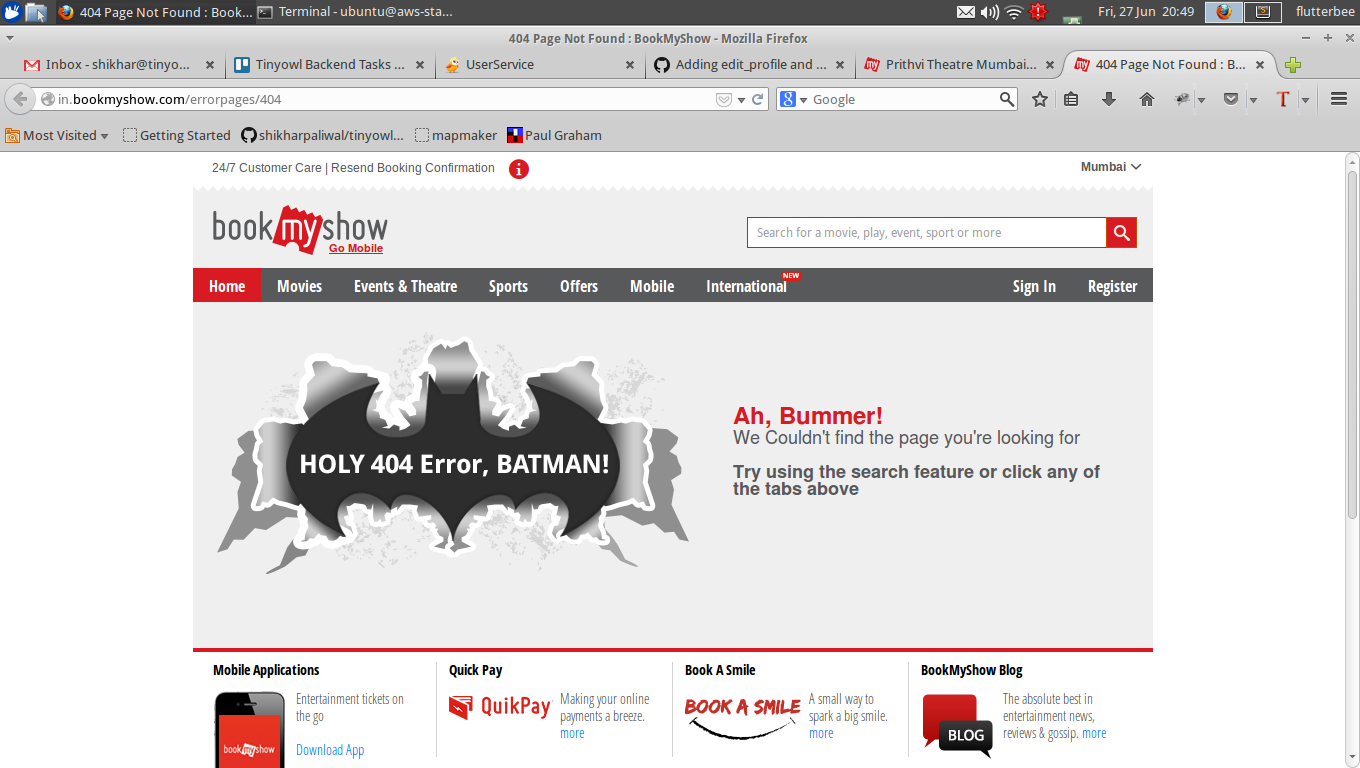 404 Page Not Found : Book...
Terminal - ubuntu@aws-sta...
Fri, 27 Jun 20:49
flutterbee
404 Page Not Found : BookMyShow - Mozilla Firefox
Inbox - shikhar@tinyo...
Tinyowl Backend Tasks ...
UserService
Adding edit_profile and ...
my Prithvi Theatre Mumbai...
my 404 Page Not Found : B...
in.bookmyshow.com/errorpages/404
8 Google
T
Most Visited
Getting Started
shikharpaliwal/tinyowl...
mapmaker
Paul Graham
24/7 Customer Care | Resend Booking Confirmation
i
Mumbai
bookmyshow
Go Mobile
Search for a movie, play, event, sport or more
Home
Movies
Events & Theatre
Sports
Offers
Mobile
International
NEW
Sign In
Register
HOLY 404 Error, BATMAN!
Ah, Bummer!
We Couldn't find the page you're looking for
Try using the search feature or click any of
the tabs above
Mobile Applications
bookmyshow
Entertainment tickets on
the go
Download App
Quick Pay
QuikPay
Making your online
payments a breeze.
more
Book A Smile
BOOK A SMILE
A small way to
spark a big smile.
more
BookMyShow Blog
BLOG
The absolute best in
entertainment news,
reviews & gossip. more